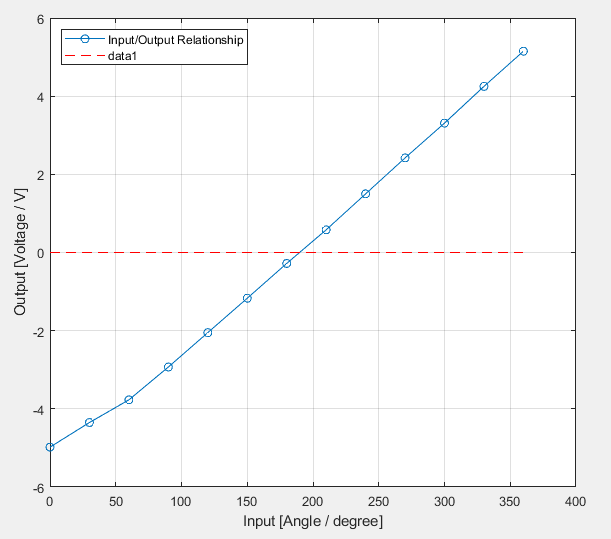 Input/Output Relationship
data1
6
4
2
0
-2
-4
-6
Output [Voltage / V]
0 50 100 150 200 250 300 350 400
Input [Angle / degree]